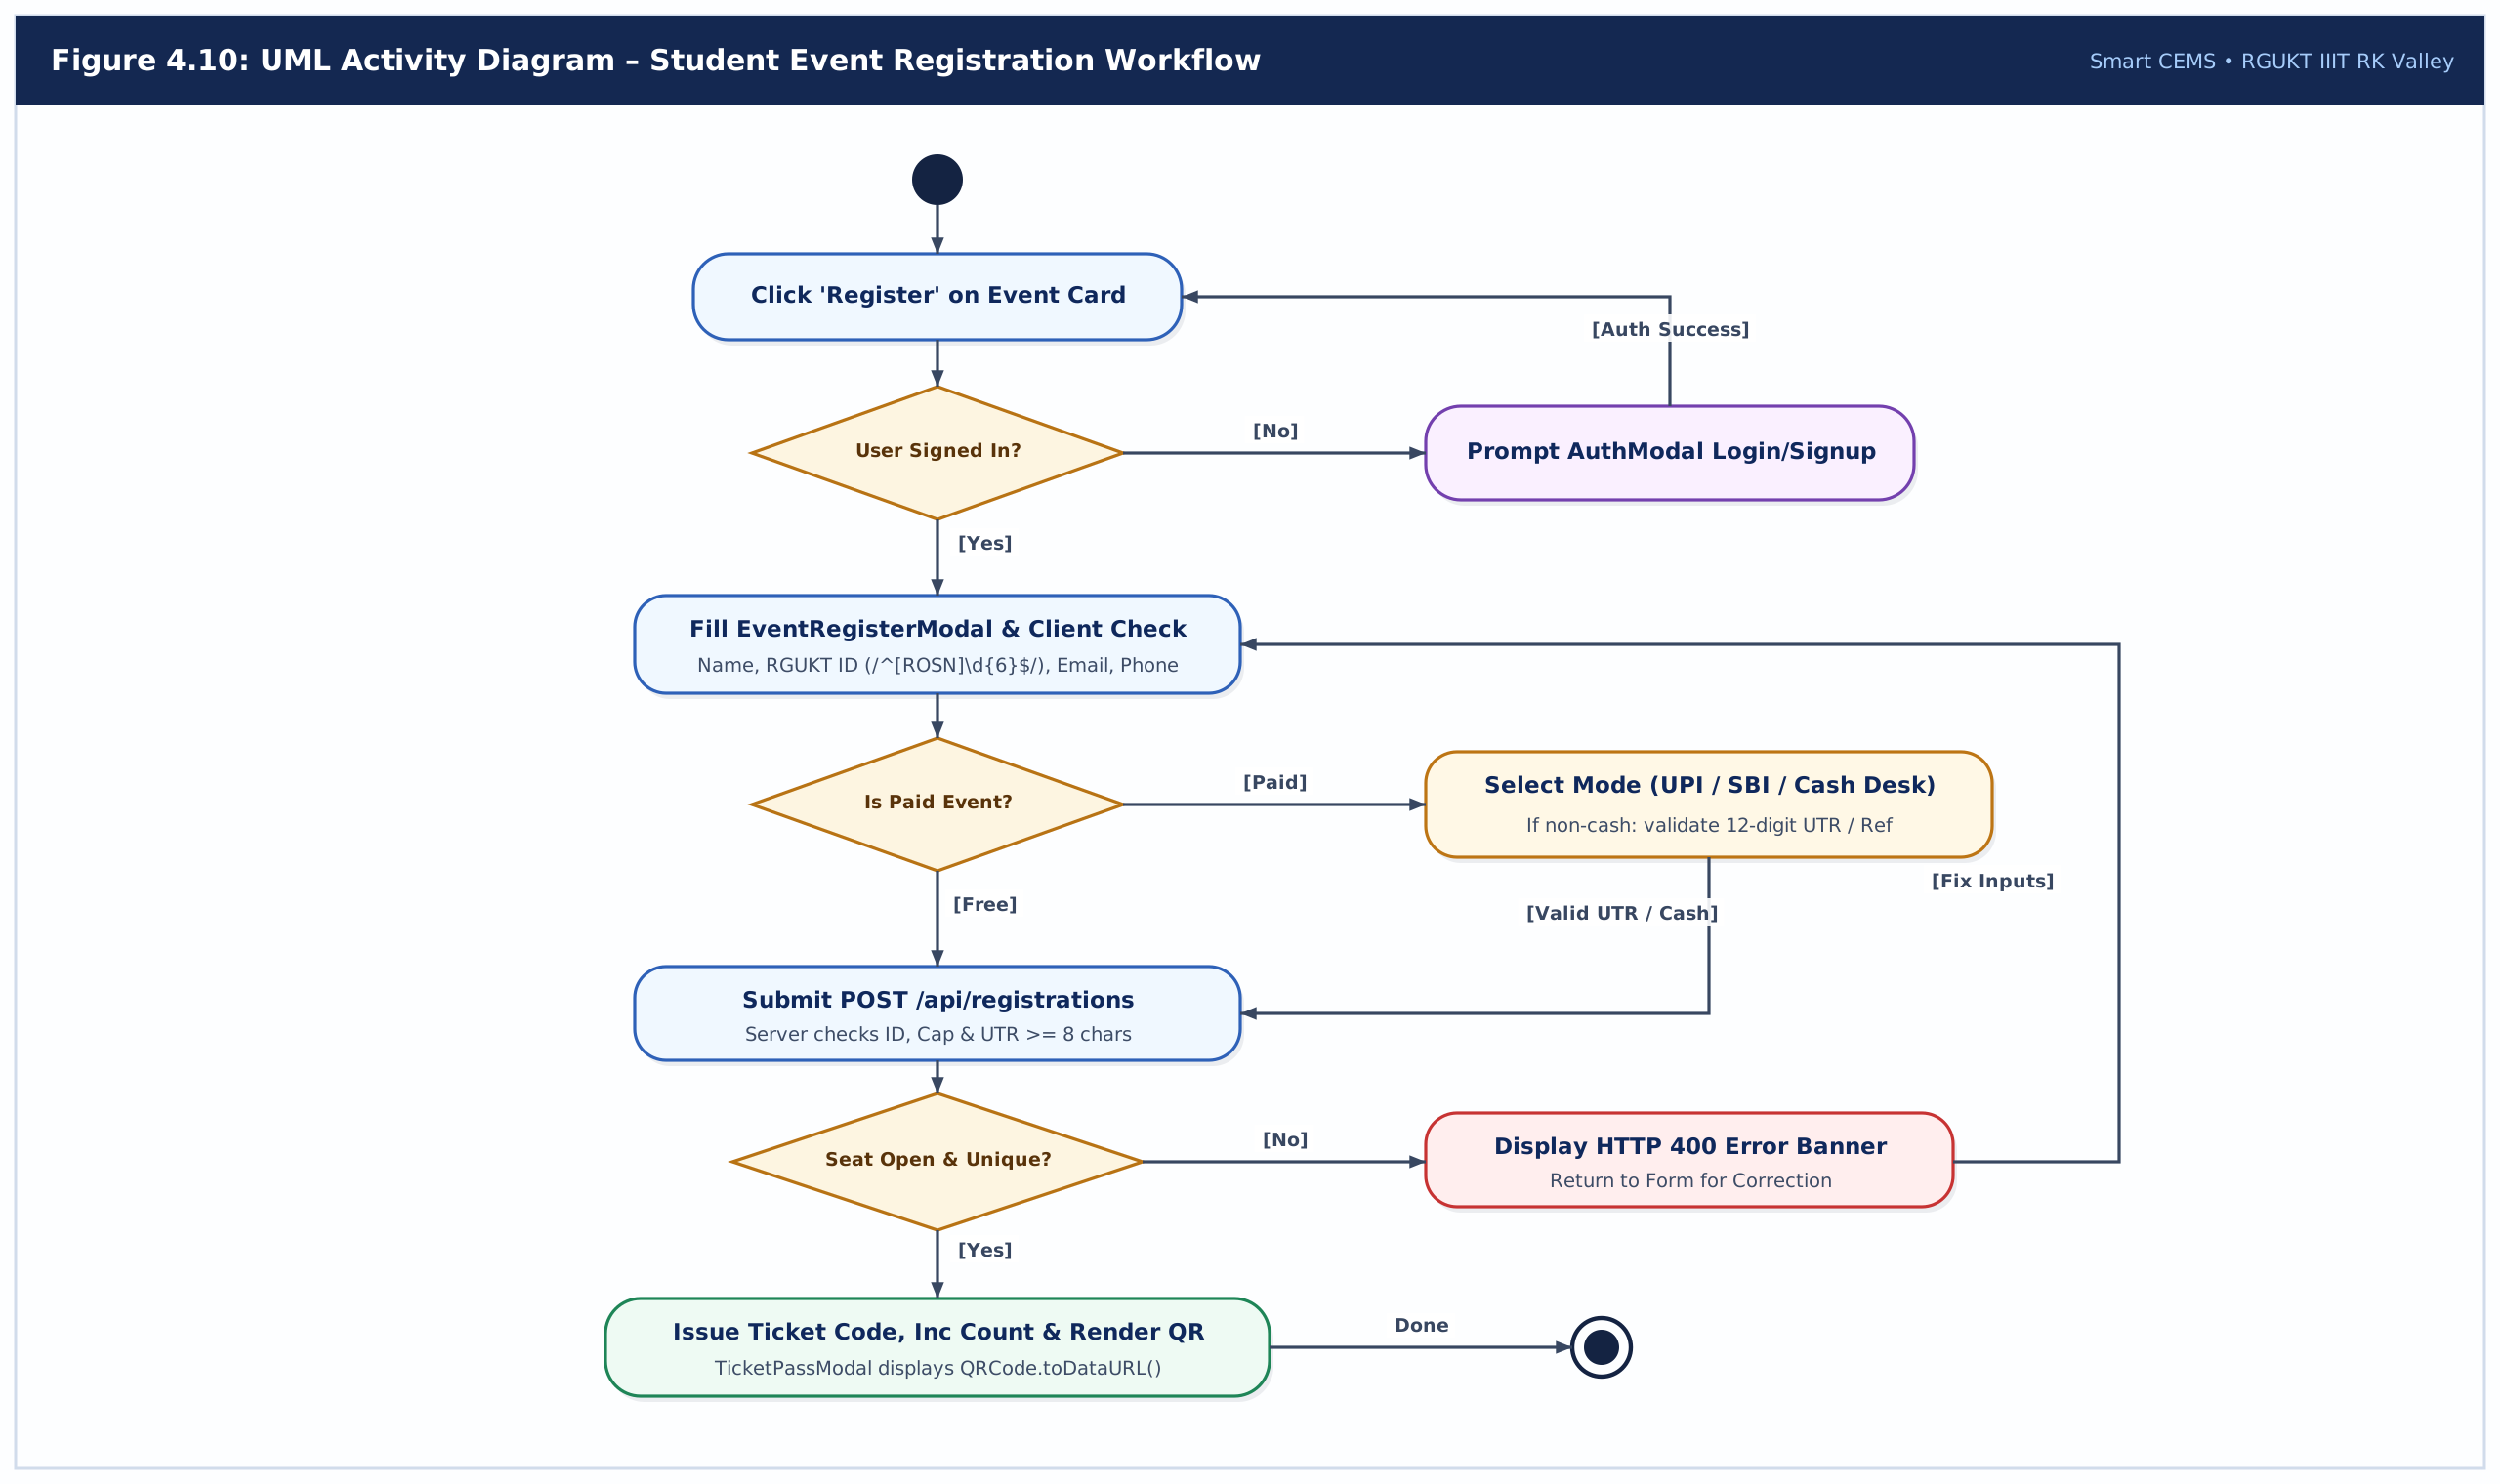 Figure 4.10: UML Activity Diagram – Student Event Registration Workflow
Smart CEMS • RGUKT IIIT RK Valley
Click 'Register' on Event Card
[Auth Success]
User Signed In?
[No]
Prompt AuthModal Login/Signup
[Yes]
Fill EventRegisterModal & Client Check
Name, RGUKT ID (/^[ROSN]\d{6}$/), Email, Phone
Is Paid Event?
[Paid]
Select Mode (UPI / SBI / Cash Desk)
If non-cash: validate 12-digit UTR / Ref
[Fix Inputs]
[Free]
[Valid UTR / Cash]
Submit POST /api/registrations
Server checks ID, Cap & UTR >= 8 chars
Seat Open & Unique?
[No]
Display HTTP 400 Error Banner
Return to Form for Correction
[Yes]
Issue Ticket Code, Inc Count & Render QR
TicketPassModal displays QRCode.toDataURL()
Done